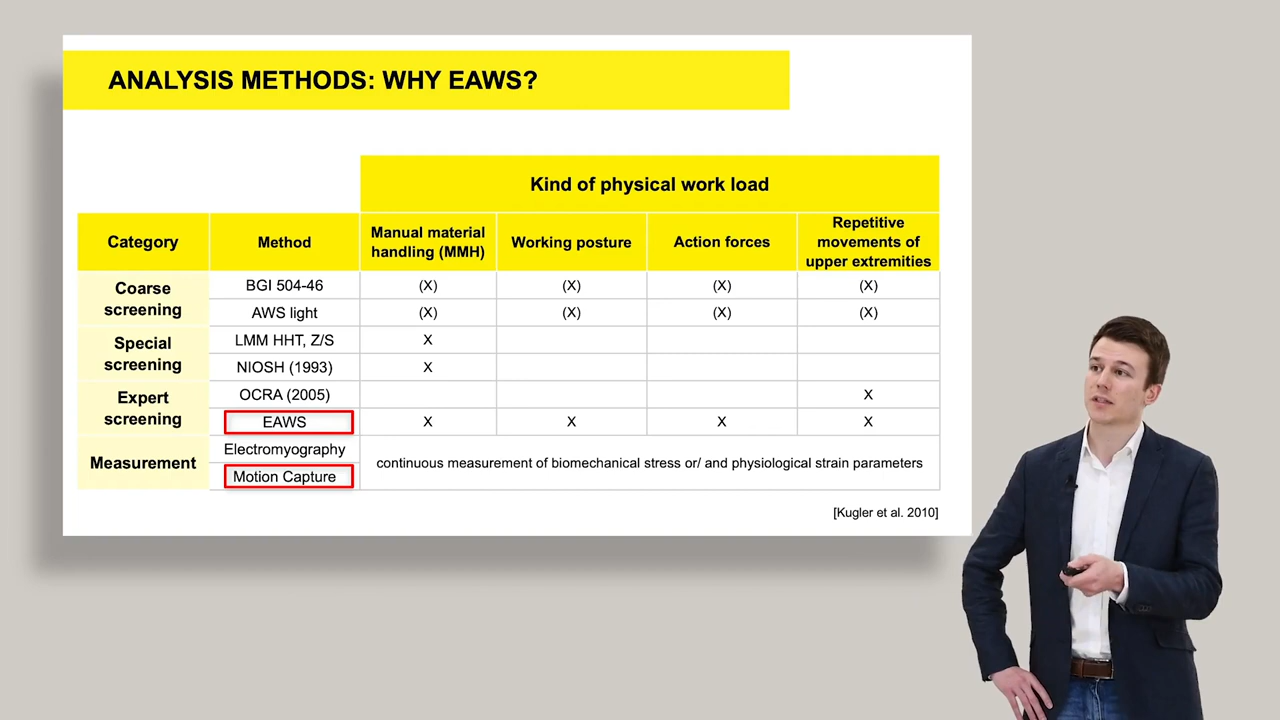 ANALYSIS METHODS: WHY EAWS?
Kind of physical work load
Category
Method
Manual material
handling (MMH)
Working posture
Action forces
Repetitive
movements of
upper extremities
Coarse
screening
BGI 504-46
(X)
(X)
(X)
(X)
AWS light
(X)
(X)
(X)
(X)
Special
screening
LMM HHT, Z/S
X
NIOSH (1993)
X
Expert
screening
OCRA (2005)
X
EAWS
X
X
X
X
Measurement
Electromyography
Motion Capture
continuous measurement of biomechanical stress or/ and physiological strain parameters
[Kugler et al. 2010]